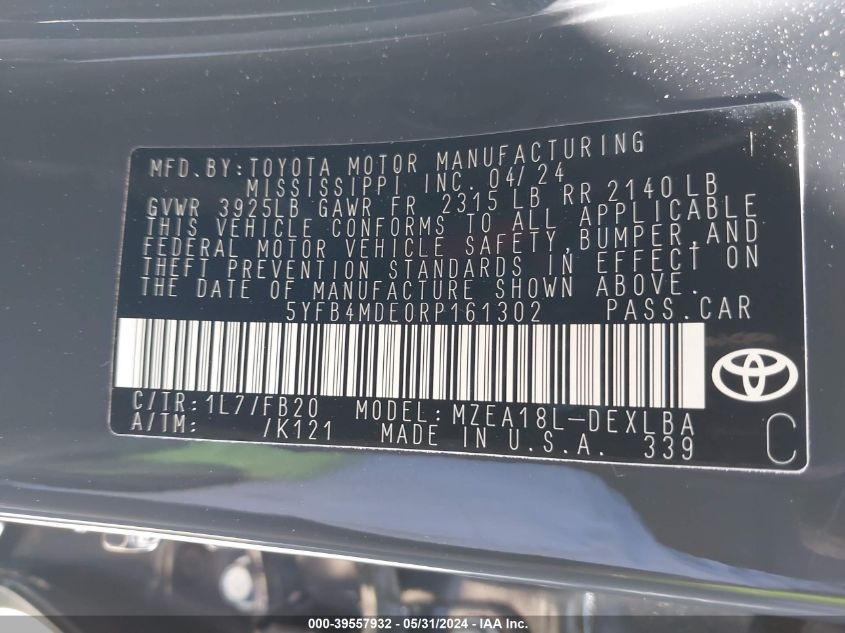 MFD.BY:TOYOTA MOTOR MANUFACTURING
MISSISSIPPI INC. 04/24
GVWR 3925LB GAWR FR 2315 LB RR 2140 LB
THIS VEHICLE CONFORMS TO ALL APPLICABLE
FEDERAL MOTOR VEHICLE SAFETY,BUMPER,AND
THEFT PREVENTION STANDARDS IN EFFECT ON
THE DATE OF MANUFACTURE SHOWN ABOVE.
5YFB4MDE0RP161302 PASS.CAR
C/TR:1L7/FB20 MODEL:MZEA18L-DEXLBA
A/TM: /K121 MADE IN U.S.A. 339 C
000-39557932 - 05/31/2024 - IAA Inc.